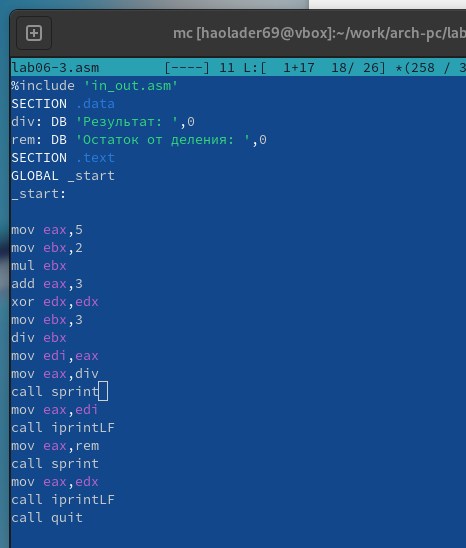 mc [haolader69@vbox]:~/work/arch-pc/lab
lab06-3.asm [----] 11 L:[ 1+17 18/ 26] *(258 / 3
%include 'in_out.asm'
SECTION .data
div: DB 'Результат: ',0
rem: DB 'Остаток от деления: ',0
SECTION .text
GLOBAL _start
_start:
mov eax,5
mov ebx,2
mul ebx
add eax,3
xor edx,edx
mov ebx,3
div ebx
mov edi,eax
mov eax,div
call sprint
mov eax,edi
call iprintLF
mov eax,rem
call sprint
mov eax,edx
call iprintLF
call quit